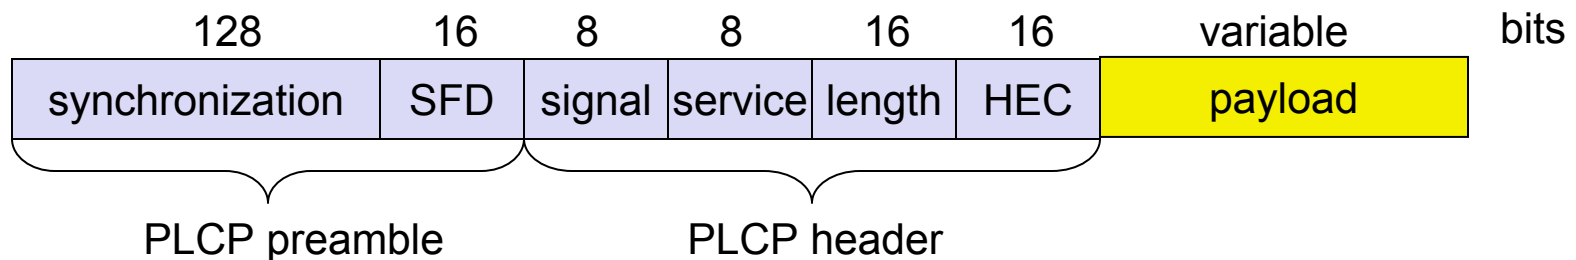 128 16 8 8 16 16 variable bits
synchronization SFD signal service length HEC payload
PLCP preamble PLCP header